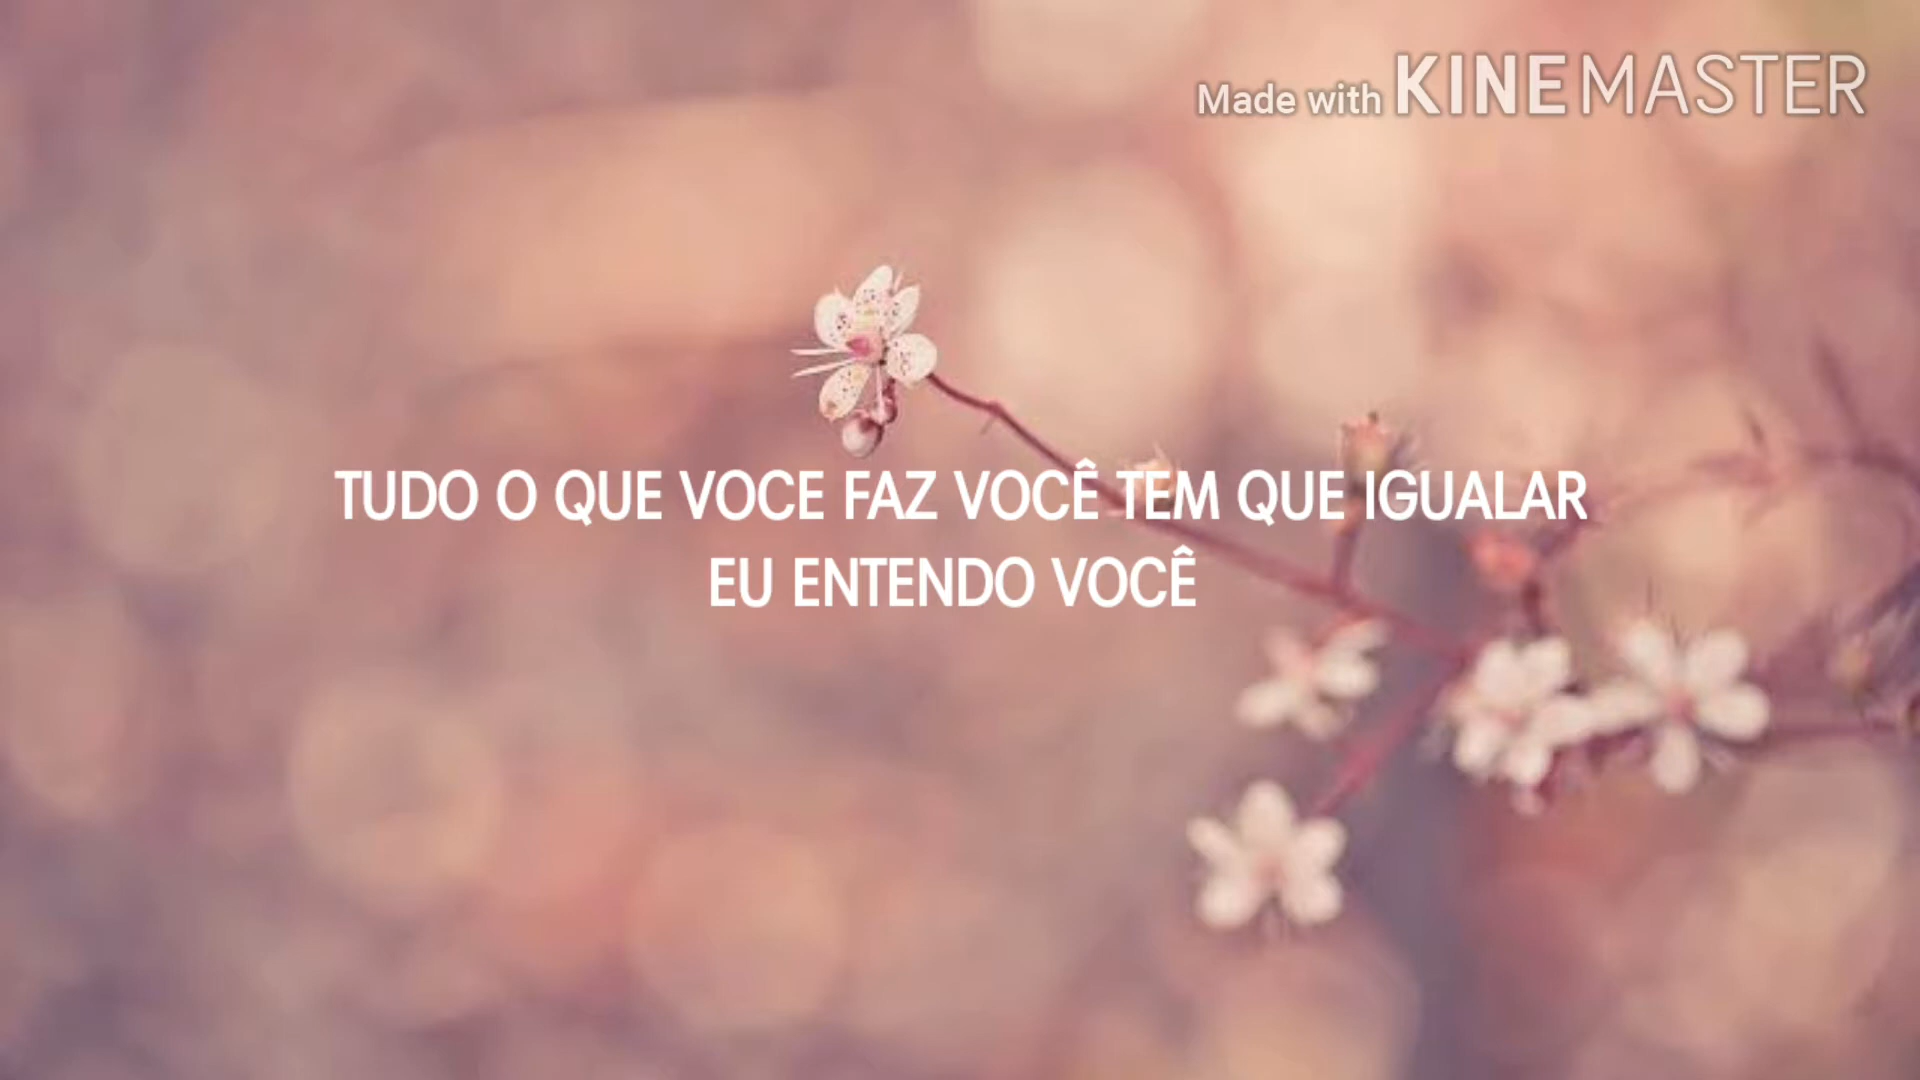 Made with KINEMASTER
TUDO O QUE VOCE FAZ VOCÊ TEM QUE IGUALAR
EU ENTENDO VOCÊ